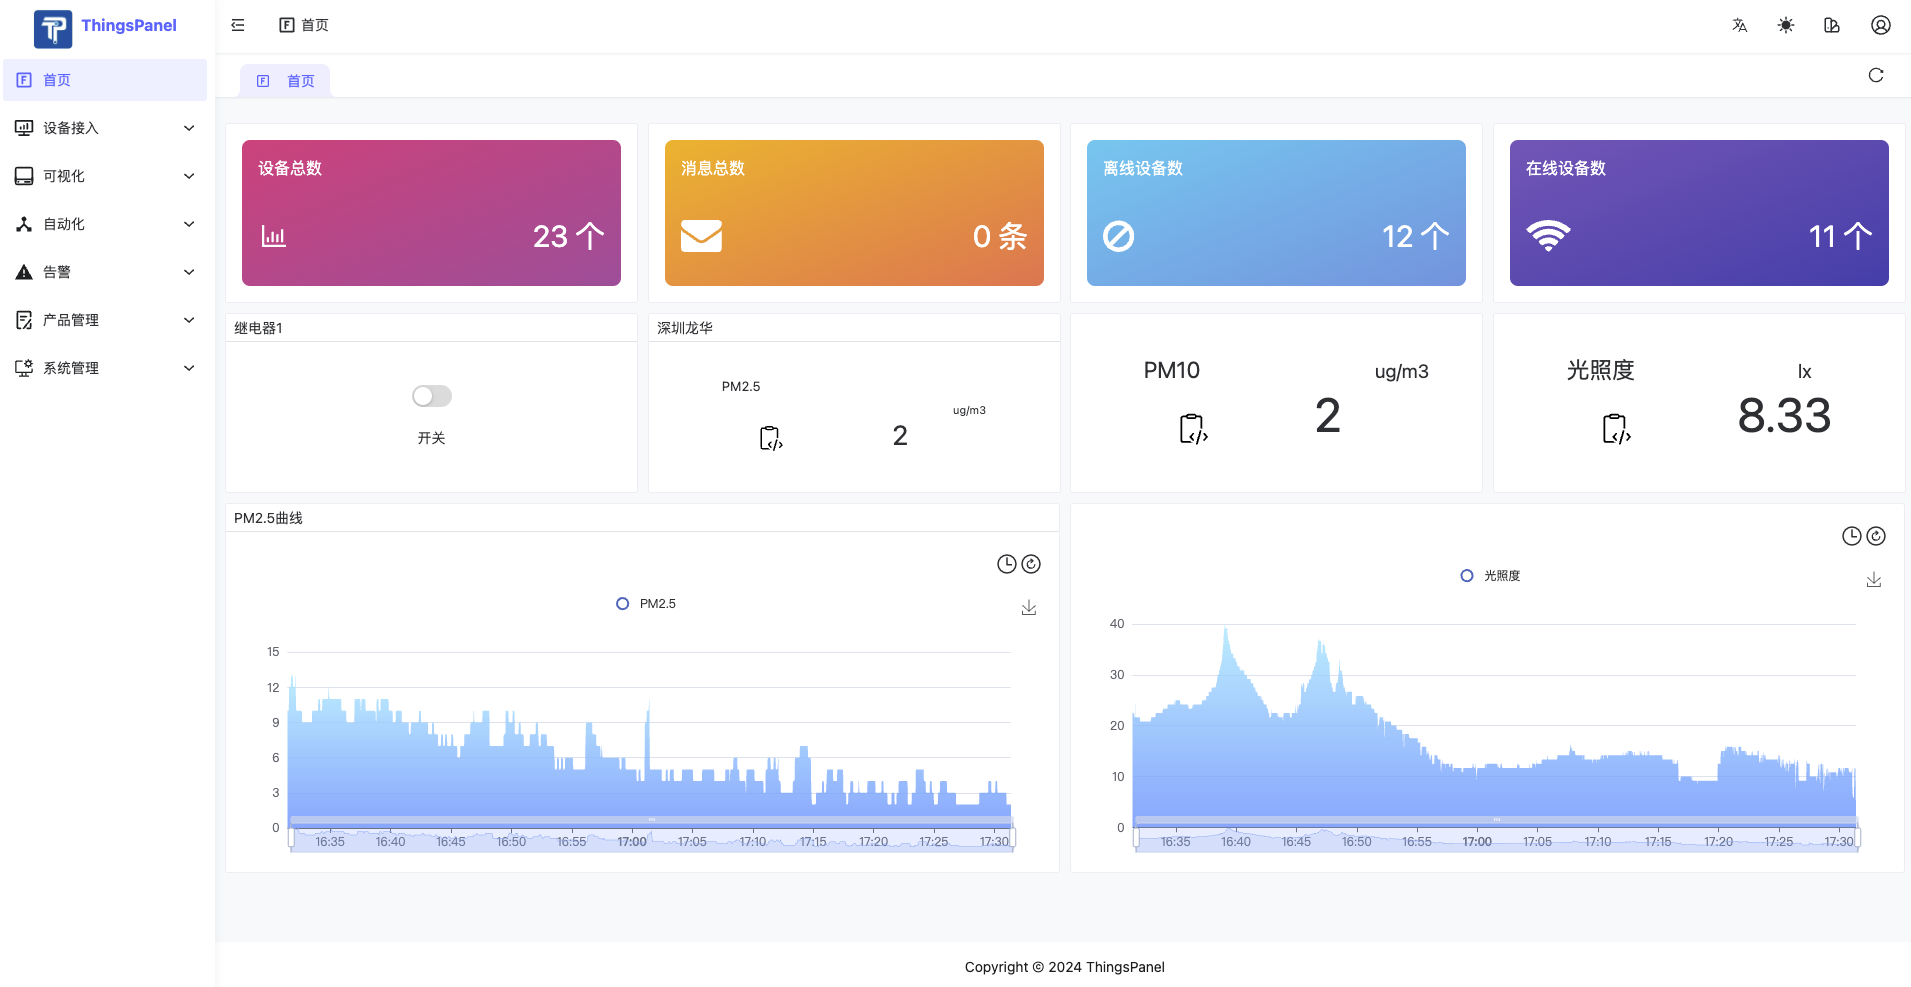 ThingsPanel
首页
首页
设备接入
可视化
自动化
告警
产品管理
系统管理
首页
设备总数
23 个
消息总数
0 条
离线设备数
12 个
在线设备数
11 个
继电器1
开关
深圳龙华
PM2.5
ug/m3
2
PM10
ug/m3
2
光照度
lx
8.33
PM2.5曲线
PM2.5
15
12
9
6
3
0
16:35 16:40 16:45 16:50 16:55 17:00 17:05 17:10 17:15 17:20 17:25 17:30
光照度
40
30
20
10
0
16:35 16:40 16:45 16:50 16:55 17:00 17:05 17:10 17:15 17:20 17:25 17:30
Copyright © 2024 ThingsPanel